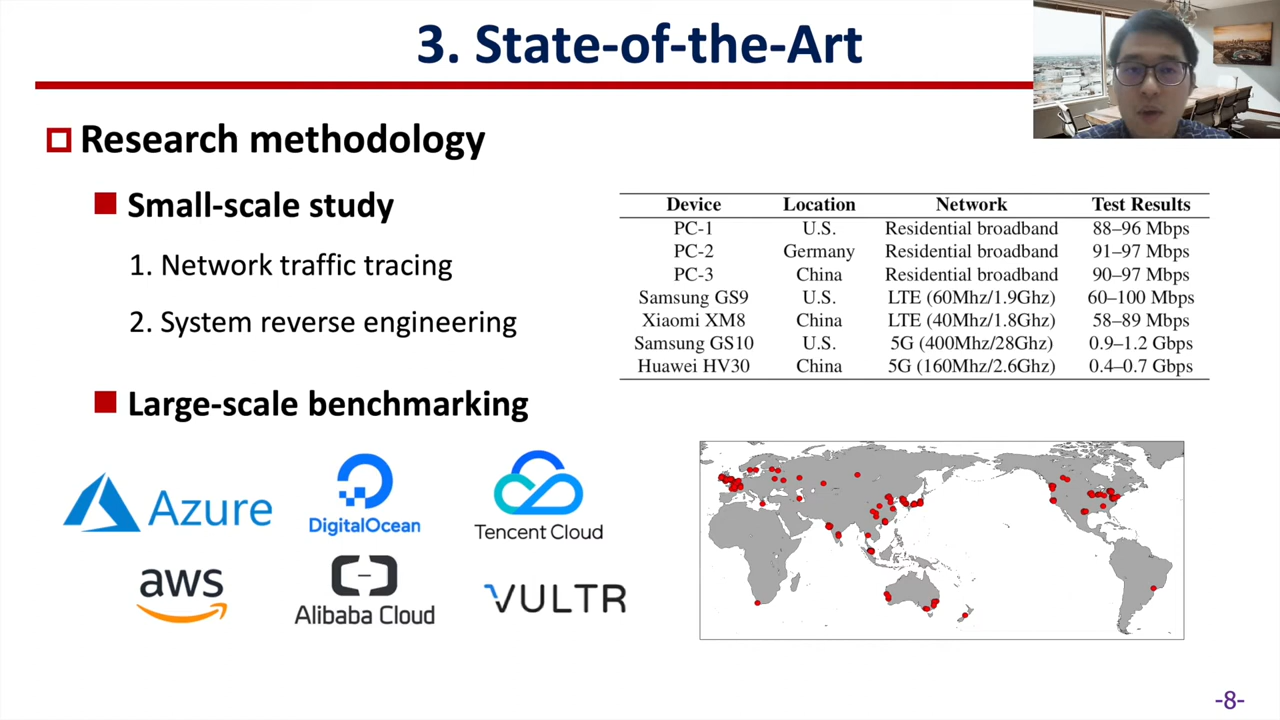 3. State-of-the-Art
Research methodology
Small-scale study
1. Network traffic tracing
2. System reverse engineering
Device Location Network Test Results
PC-1 U.S. Residential broadband 88–96 Mbps
PC-2 Germany Residential broadband 91–97 Mbps
PC-3 China Residential broadband 90–97 Mbps
Samsung GS9 U.S. LTE (60Mhz/1.9Ghz) 60–100 Mbps
Xiaomi XM8 China LTE (40Mhz/1.8Ghz) 58–89 Mbps
Samsung GS10 U.S. 5G (400Mhz/28Ghz) 0.9–1.2 Gbps
Huawei HV30 China 5G (160Mhz/2.6Ghz) 0.4–0.7 Gbps
Large-scale benchmarking
Azure
DigitalOcean
Tencent Cloud
aws
Alibaba Cloud
VULTR
-8-